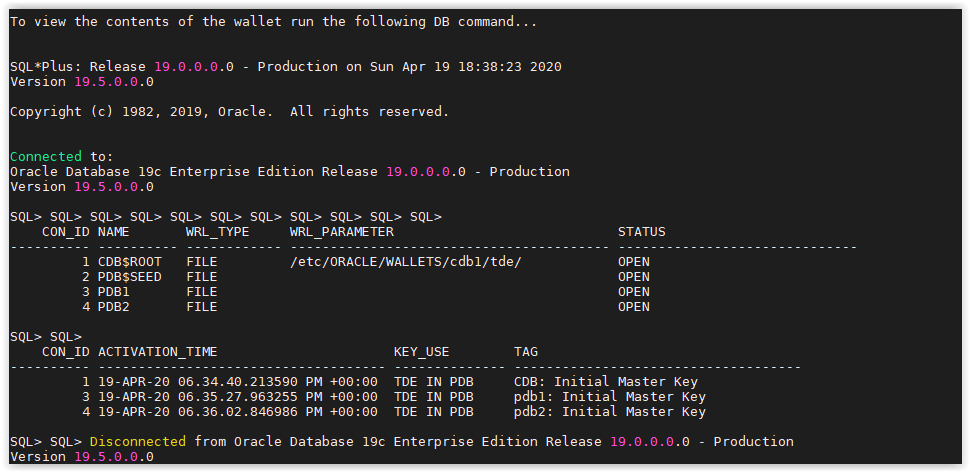 To view the contents of the wallet run the following DB command...
SQL*Plus: Release 19.0.0.0.0 - Production on Sun Apr 19 18:38:23 2020
Version 19.5.0.0.0
Copyright (c) 1982, 2019, Oracle.  All rights reserved.
Connected to:
Oracle Database 19c Enterprise Edition Release 19.0.0.0.0 - Production
Version 19.5.0.0.0
SQL> SQL> SQL> SQL> SQL> SQL> SQL> SQL> SQL> SQL> SQL>
    CON_ID NAME       WRL_TYPE     WRL_PARAMETER                            STATUS
---------- ---------- ------------ ---------------------------------------- ------------------------------
         1 CDB$ROOT   FILE         /etc/ORACLE/WALLETS/cdb1/tde/            OPEN
         2 PDB$SEED   FILE                                                  OPEN
         3 PDB1       FILE                                                  OPEN
         4 PDB2       FILE                                                  OPEN
SQL> SQL>
    CON_ID ACTIVATION_TIME                      KEY_USE        TAG
---------- ------------------------------------ -------------- ------------------------------------
         1 19-APR-20 06.34.40.213590 PM +00:00  TDE IN PDB     CDB: Initial Master Key
         3 19-APR-20 06.35.27.963255 PM +00:00  TDE IN PDB     pdb1: Initial Master Key
         4 19-APR-20 06.36.02.846986 PM +00:00  TDE IN PDB     pdb2: Initial Master Key
SQL> SQL> Disconnected from Oracle Database 19c Enterprise Edition Release 19.0.0.0.0 - Production
Version 19.5.0.0.0